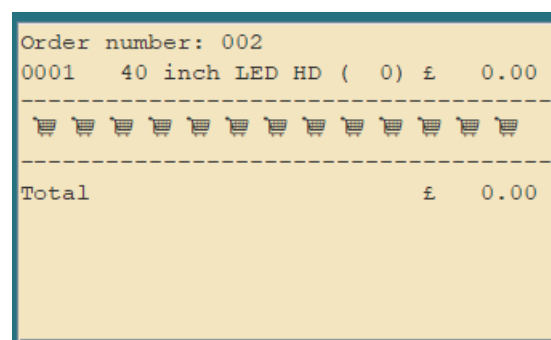 Order number: 002
0001   40 inch LED HD (  0) £   0.00
---------------------------------------
🛒 🛒 🛒 🛒 🛒 🛒 🛒 🛒 🛒 🛒 🛒 🛒 🛒
---------------------------------------
Total                         £   0.00